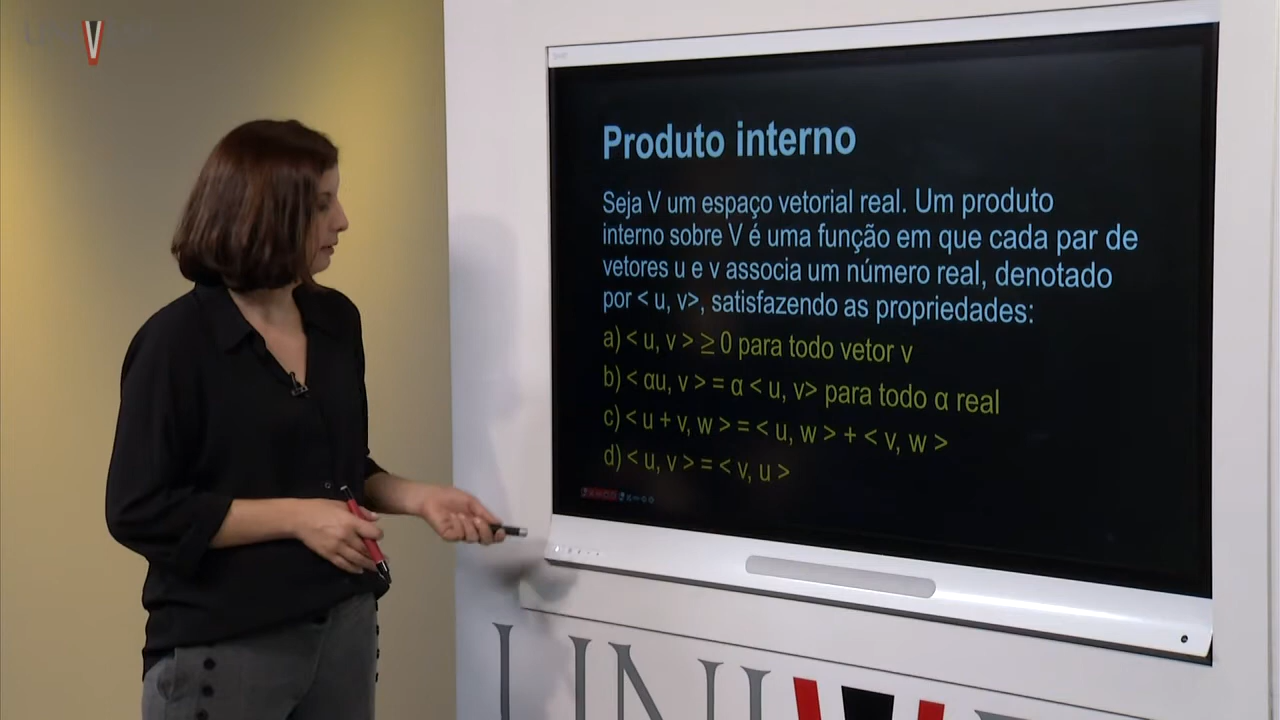 Produto interno
Seja V um espaço vetorial real. Um produto
interno sobre V é uma função em que cada par de
vetores u e v associa um número real, denotado
por < u, v>, satisfazendo as propriedades:
a) < u, v > ≥ 0 para todo vetor v
b) < αu, v > = α < u, v> para todo α real
c) < u + v, w > = < u, w > + < v, w >
d) < u, v > = < v, u >